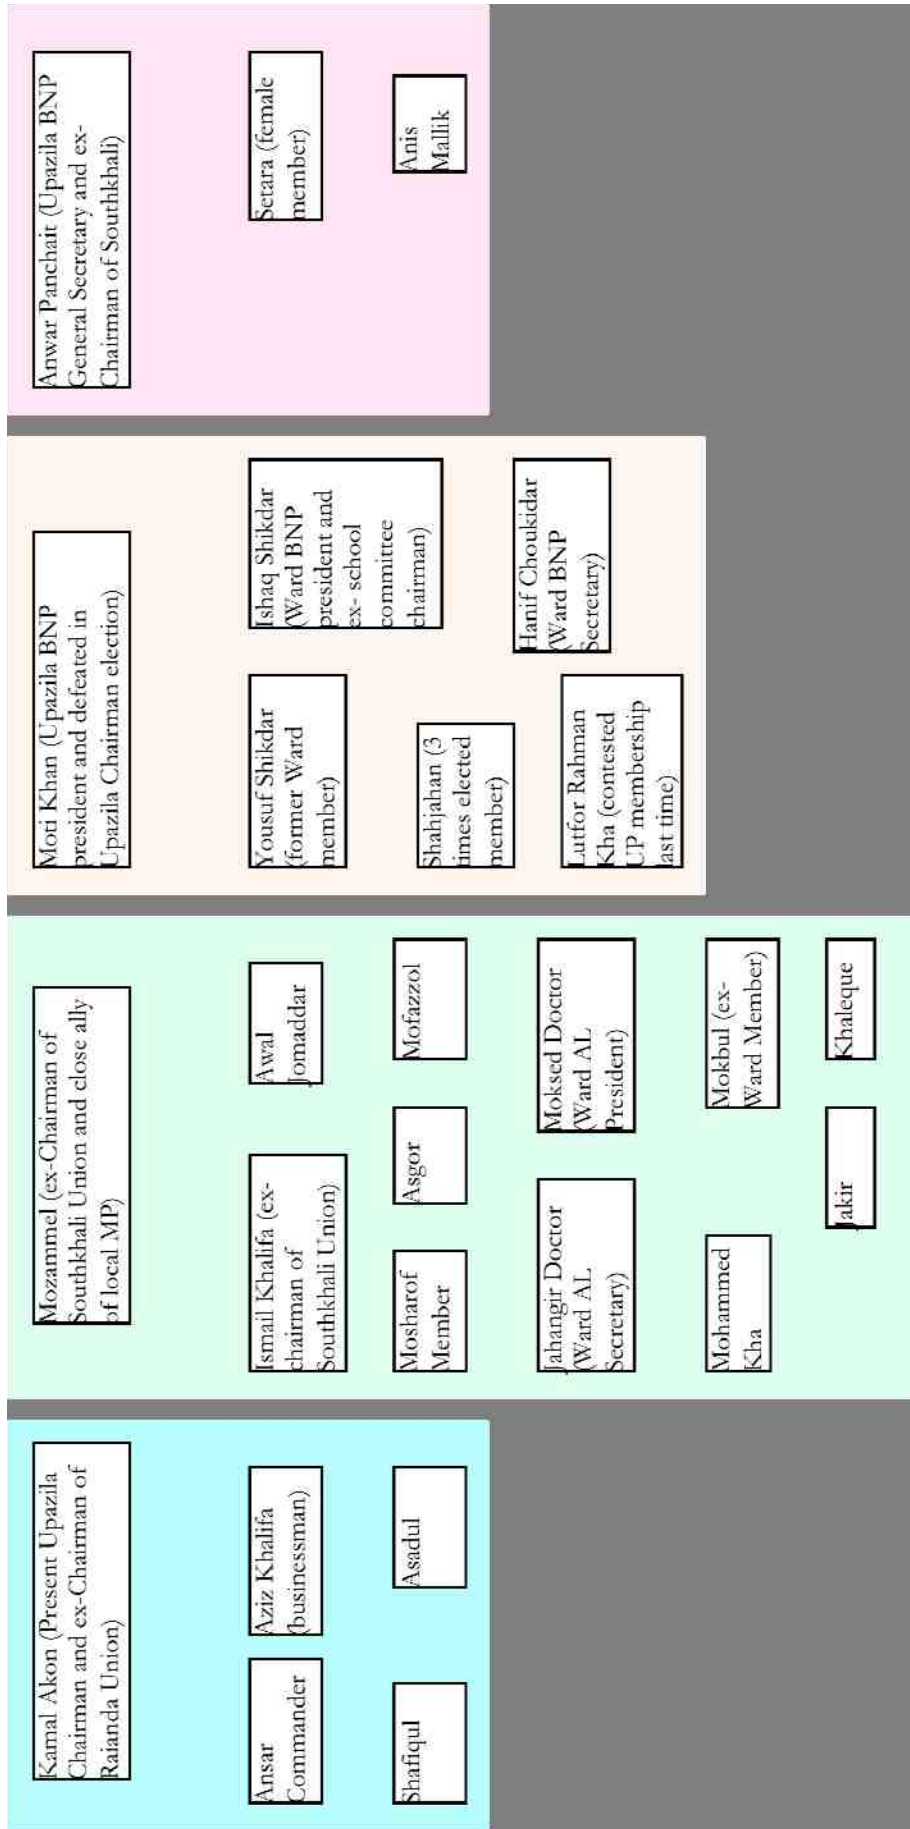 Kamal Akon (Present Upazila
Chairman and ex-Chairman of
Raianda Union)
Ansar
Commander
Aziz Khalifa
(businessman)
Shafiqul
Asadul
Mozammel (ex-Chairman of
Southkhali Union and close ally
of local MP)
Ismail Khalifa (ex-
chairman of
Southkhali Union)
Awal
Jomaddar
Mosharof
Member
Asgor
Mofazzol
Jahangir Doctor
(Ward AL
Secretary)
Moksed Doctor
(Ward AL
President)
Mohammed
Kha
Mokbul (ex-
Ward Member)
Jakir
Khaleque
Moti Khan (Upazila BNP
president and defeated in
Upazila Chairman election)
Yousuf Shikdar
(former Ward
member)
Ishaq Shikdar
(Ward BNP
president and
ex- school
committee
chairman)
Shahjahan (3
times elected
member)
Hanif Choukidar
(Ward BNP
Secretary)
Lutfor Rahman
Kha (contested
UP membership
last time)
Anwar Panchait (Upazila BNP
General Secretary and ex-
Chairman of Southkhali)
Setara (female
member)
Anis
Mallik